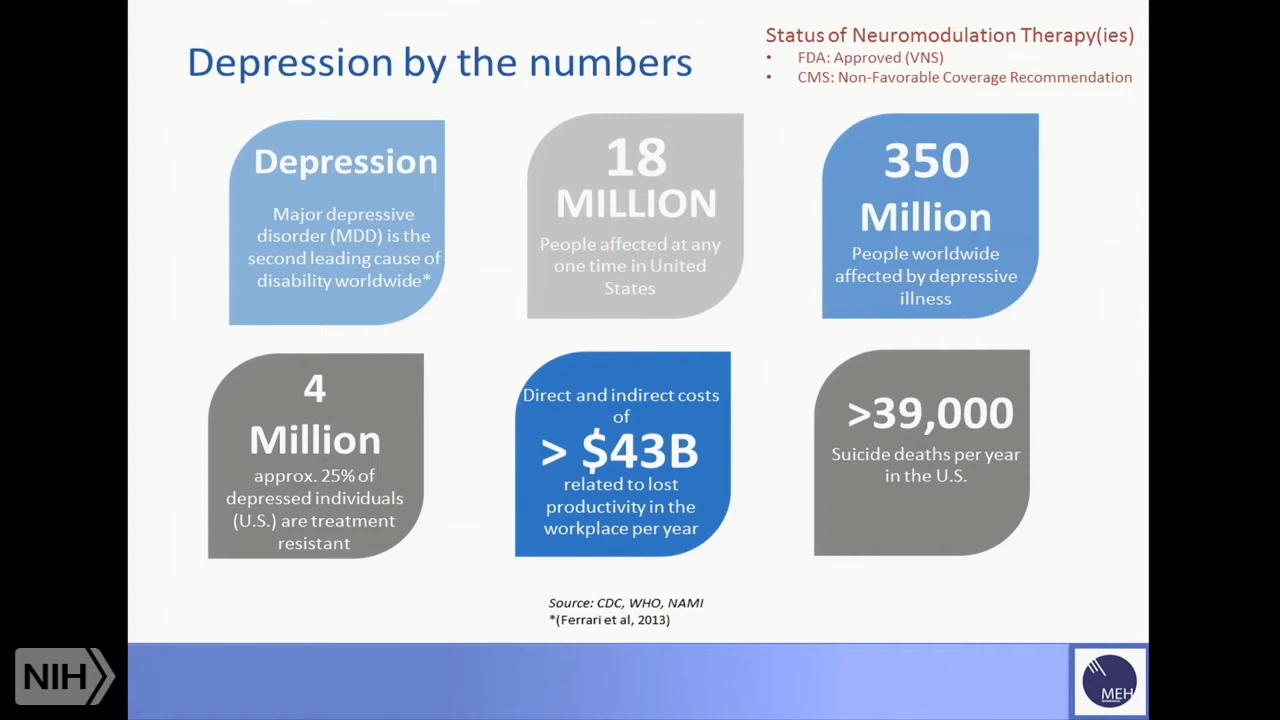 Depression by the numbers
Status of Neuromodulation Therapy(ies)
• FDA: Approved (VNS)
• CMS: Non-Favorable Coverage Recommendation
Depression
Major depressive
disorder (MDD) is the
second leading cause of
disability worldwide*
18
MILLION
People affected at any
one time in United
States
350
Million
People worldwide
affected by depressive
illness
4
Million
approx. 25% of
depressed individuals
(U.S.) are treatment
resistant
Direct and indirect costs
of
> $43B
related to lost
productivity in the
workplace per year
>39,000
Suicide deaths per year
in the U.S.
Source: CDC, WHO, NAMI
*(Ferrari et al, 2013)
NIH
MEH